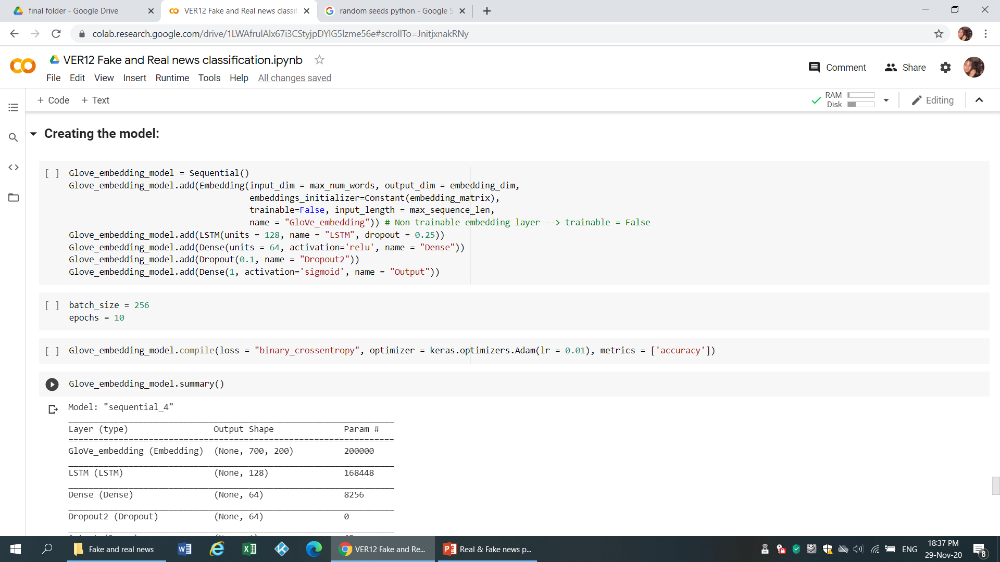 final folder - Google Drive
VER12 Fake and Real news classif
random seeds python - Google S
colab.research.google.com/drive/1LWAfrulAlx67i3CStyjpDYlG5lzme56e#scrollTo=JnitjxnakRNy
VER12 Fake and Real news classification.ipynb
Comment
Share
File Edit View Insert Runtime Tools Help All changes saved
+ Code + Text
RAM
Disk
Editing
Creating the model:
[ ] Glove_embedding_model = Sequential()
Glove_embedding_model.add(Embedding(input_dim = max_num_words, output_dim = embedding_dim,
embeddings_initializer=Constant(embedding_matrix),
trainable=False, input_length = max_sequence_len,
name = "GloVe_embedding")) # Non trainable embedding layer --> trainable = False
Glove_embedding_model.add(LSTM(units = 128, name = "LSTM", dropout = 0.25))
Glove_embedding_model.add(Dense(units = 64, activation='relu', name = "Dense"))
Glove_embedding_model.add(Dropout(0.1, name = "Dropout2"))
Glove_embedding_model.add(Dense(1, activation='sigmoid', name = "Output"))
[ ] batch_size = 256
epochs = 10
[ ] Glove_embedding_model.compile(loss = "binary_crossentropy", optimizer = keras.optimizers.Adam(lr = 0.01), metrics = ['accuracy'])
Glove_embedding_model.summary()
Model: "sequential_4"
Layer (type) Output Shape Param #
=================================================================
GloVe_embedding (Embedding) (None, 700, 200) 200000
LSTM (LSTM) (None, 128) 168448
Dense (Dense) (None, 64) 8256
Dropout2 (Dropout) (None, 64) 0
Fake and real news
VER12 Fake and Re...
Real & Fake news p...
ENG
18:37 PM
29-Nov-20
8